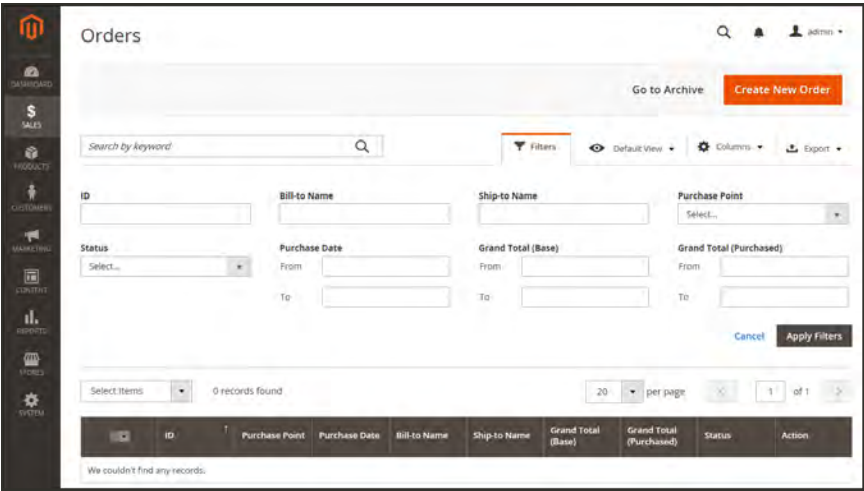 Orders
admin
Go to Archive
Create New Order
Search by keyword
Filters
Default View
Columns
Export
DASHBOARD
SALES
PRODUCTS
CUSTOMERS
MARKETING
CONTENT
REPORTS
STORES
SYSTEM
ID
Bill-to Name
Ship-to Name
Purchase Point
Select...
Status
Purchase Date
Grand Total (Base)
Grand Total (Purchased)
Select...
From
From
From
To
To
To
Cancel
Apply Filters
Select Items
0 records found
20
per page
1
of 1
ID
Purchase Point
Purchase Date
Bill-to Name
Ship-to Name
Grand Total (Base)
Grand Total (Purchased)
Status
Action
We couldn't find any records.